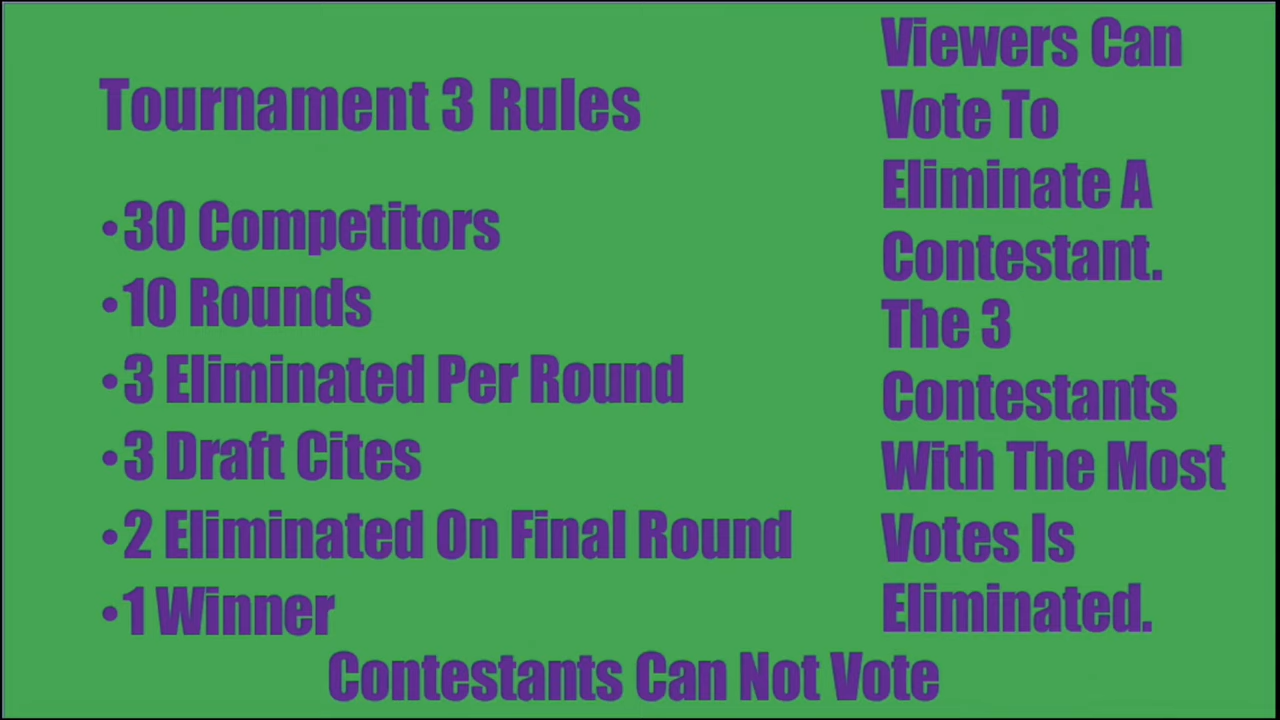 Tournament 3 Rules
•30 Competitors
•10 Rounds
•3 Eliminated Per Round
•3 Draft Cites
•2 Eliminated On Final Round
•1 Winner
Viewers Can
Vote To
Eliminate A
Contestant.
The 3
Contestants
With The Most
Votes Is
Eliminated.
Contestants Can Not Vote